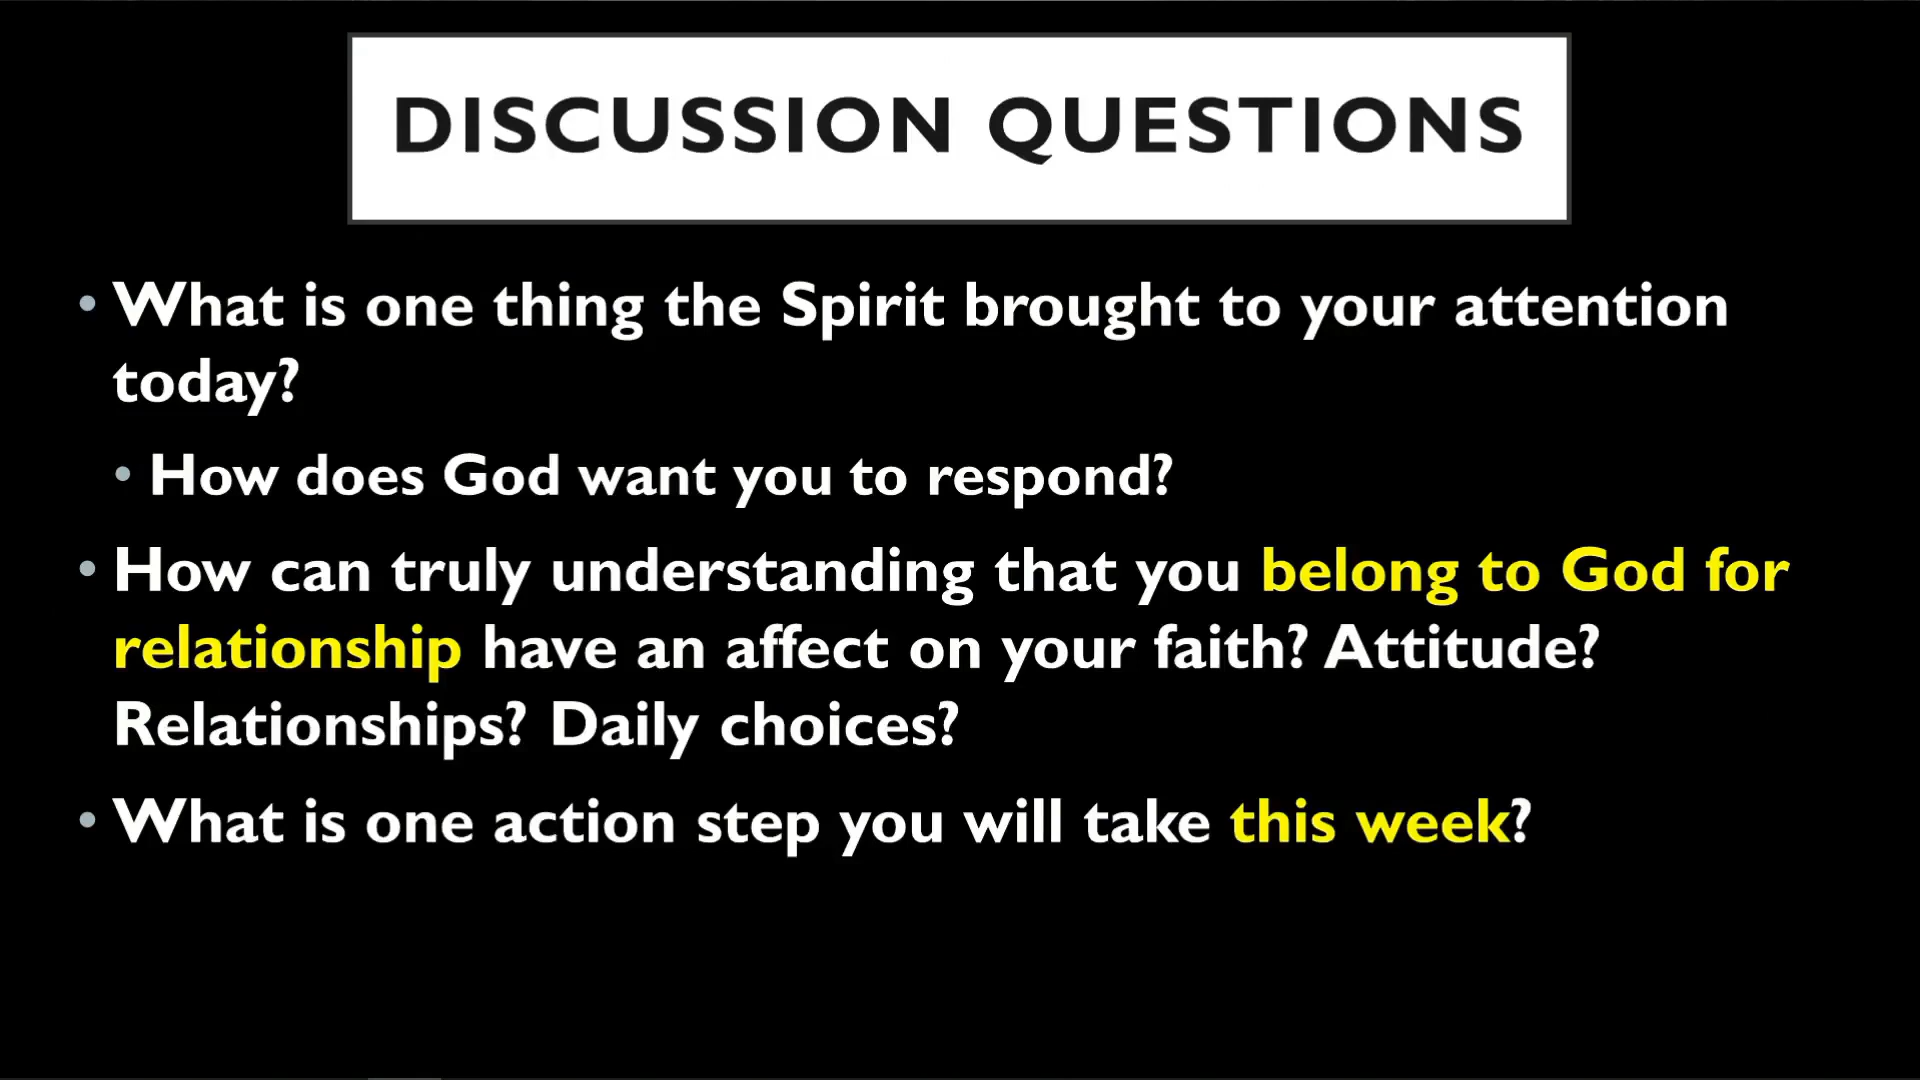 DISCUSSION QUESTIONS
• What is one thing the Spirit brought to your attention
today?
• How does God want you to respond?
• How can truly understanding that you belong to God for
relationship have an affect on your faith? Attitude?
Relationships? Daily choices?
• What is one action step you will take this week?